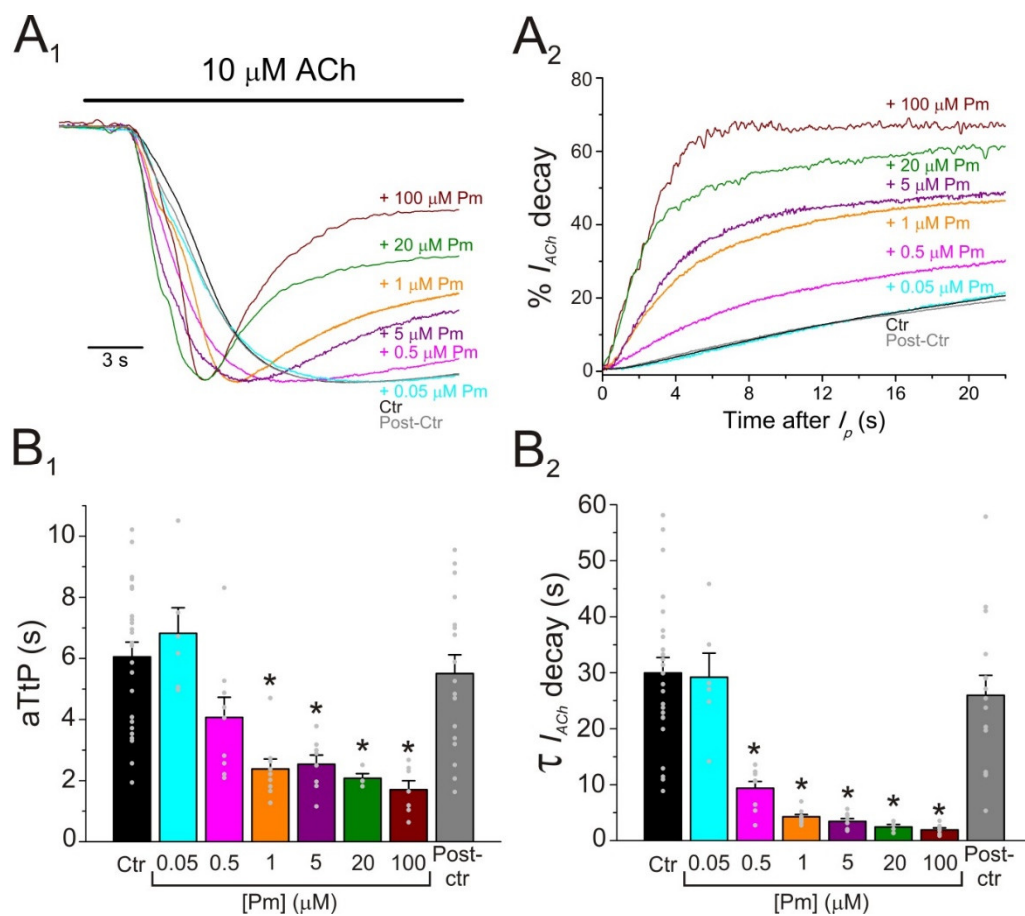 A1
10 μM ACh
+ 100 μM Pm
+ 20 μM Pm
+ 1 μM Pm
+ 5 μM Pm
+ 0.5 μM Pm
+ 0.05 μM Pm
Ctr
Post-Ctr
3 s
A2
80
60
40
20
0
% IACh decay
+ 100 μM Pm
+ 20 μM Pm
+ 5 μM Pm
+ 1 μM Pm
+ 0.5 μM Pm
+ 0.05 μM Pm
Ctr
Post-Ctr
0 4 8 12 16 20
Time after Ip (s)
B1
10
8
6
4
2
0
aTtP (s)
* * * *
Ctr 0.05 0.5 1 5 20 100 Post-
ctr
[Pm] (μM)
B2
60
50
40
30
20
10
0
τ IACh decay (s)
* * * * *
Ctr 0.05 0.5 1 5 20 100 Post-
ctr
[Pm] (μM)